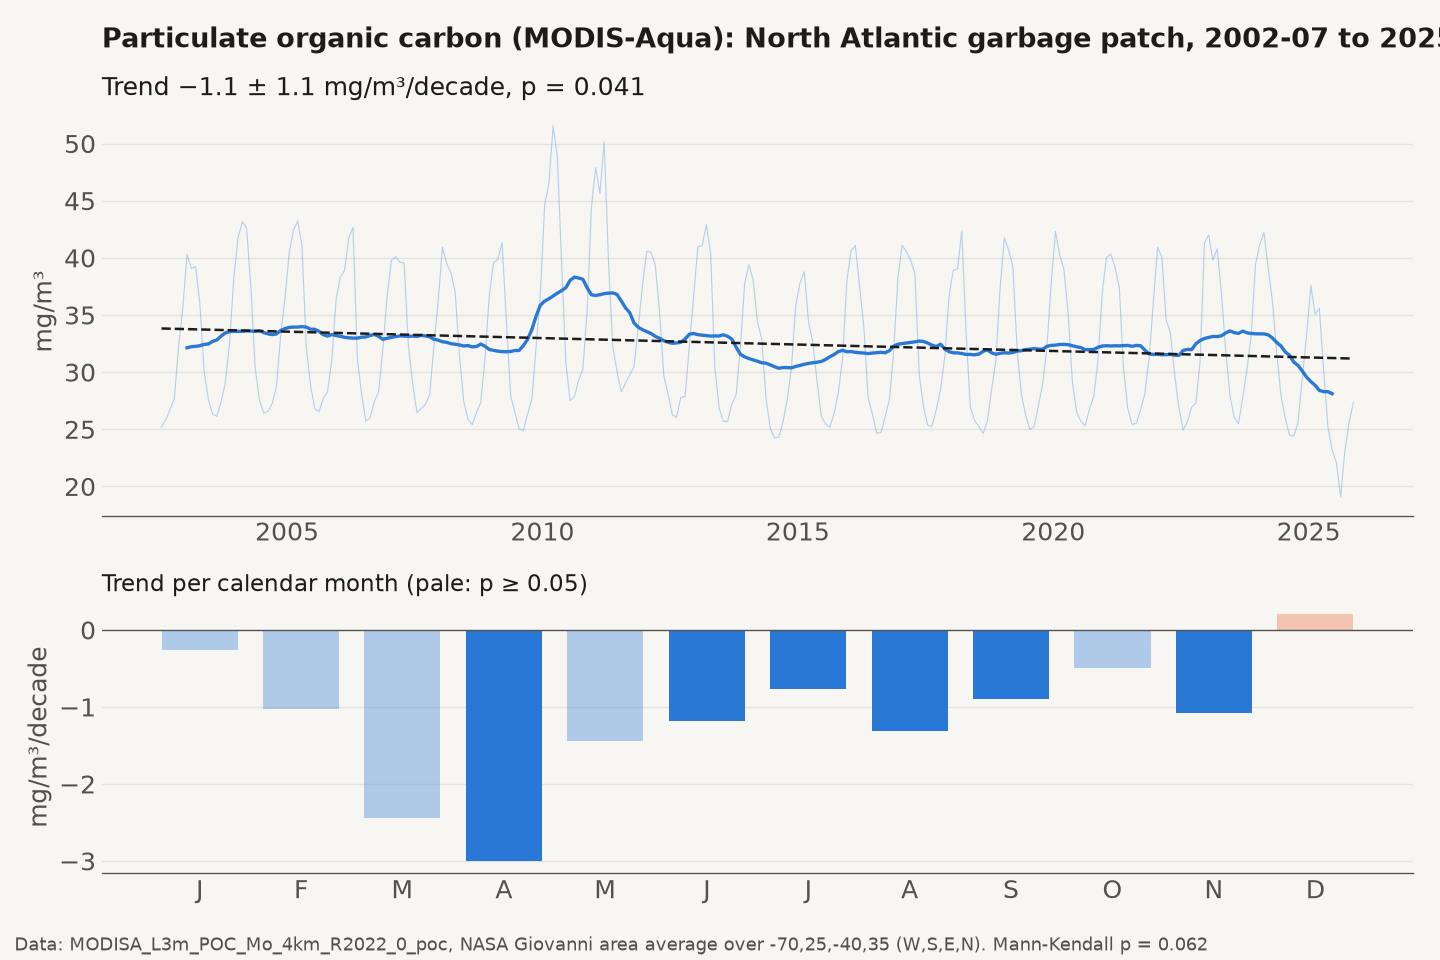 Particulate organic carbon (MODIS-Aqua): North Atlantic garbage patch, 2002-07 to 202
Trend −1.1 ± 1.1 mg/m³/decade, p = 0.041
50
45
40
35
30
25
20
mg/m³
2005 2010 2015 2020 2025
Trend per calendar month (pale: p ≥ 0.05)
0
−1
−2
−3
mg/m³/decade
J F M A M J J A S O N D
Data: MODISA_L3m_POC_Mo_4km_R2022_0_poc, NASA Giovanni area average over -70,25,-40,35 (W,S,E,N). Mann-Kendall p = 0.062